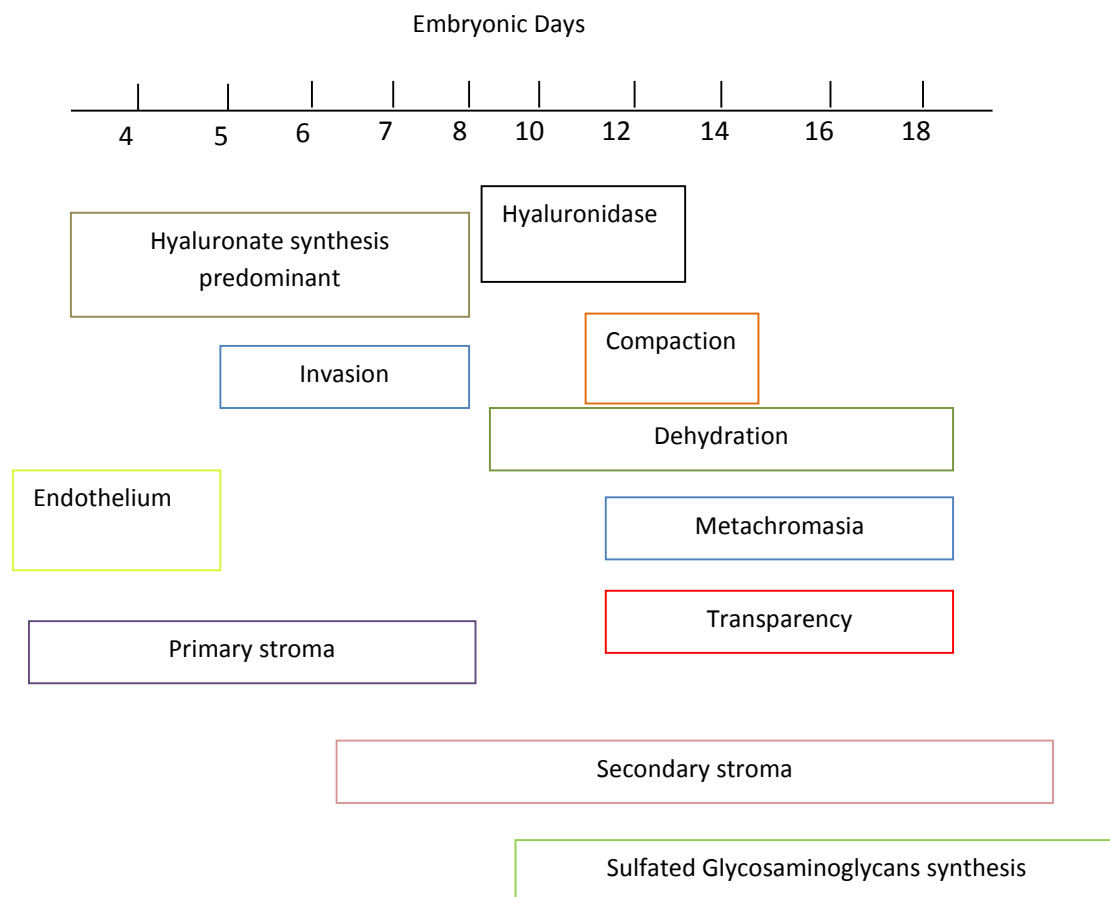 Embryonic Days
4 5 6 7 8 10 12 14 16 18
Hyaluronidase
Hyaluronate synthesis
predominant
Compaction
Invasion
Dehydration
Endothelium
Metachromasia
Transparency
Primary stroma
Secondary stroma
Sulfated Glycosaminoglycans synthesis